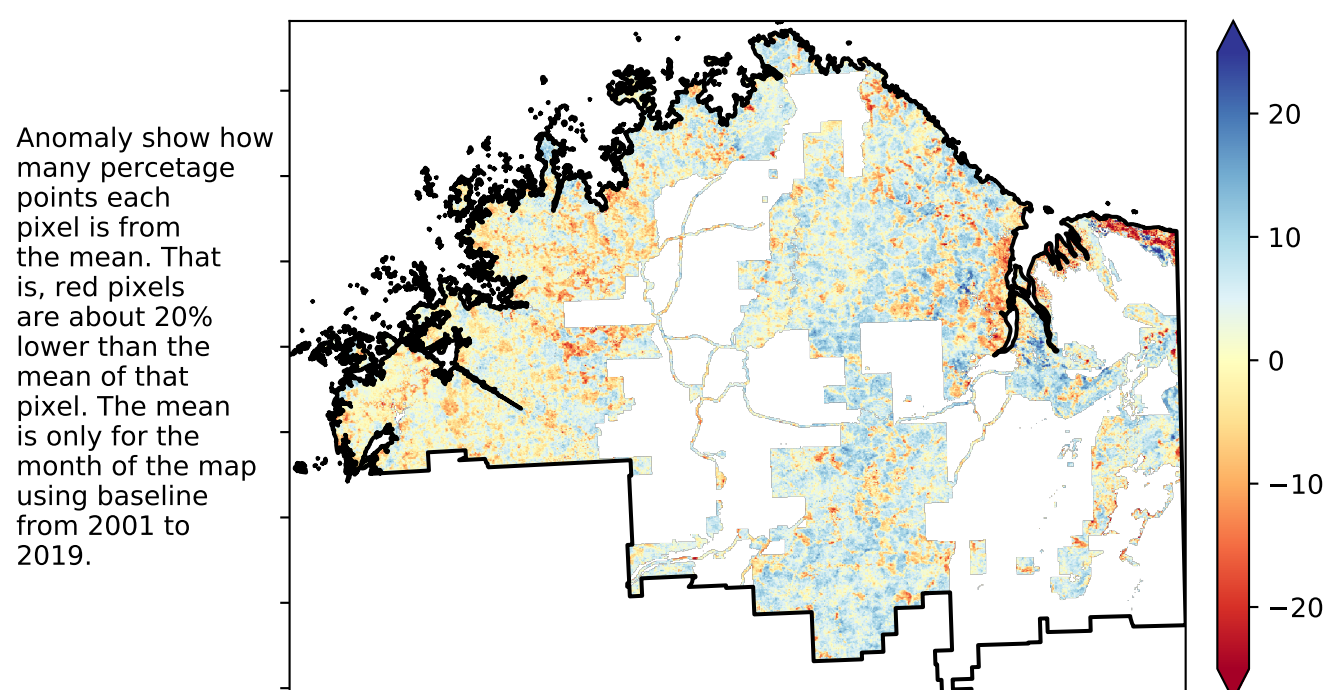 Anomaly show how
many percetage
points each
pixel is from
the mean. That
is, red pixels
are about 20%
lower than the
mean of that
pixel. The mean
is only for the
month of the map
using baseline
from 2001 to
2019.
20
10
0
−10
−20